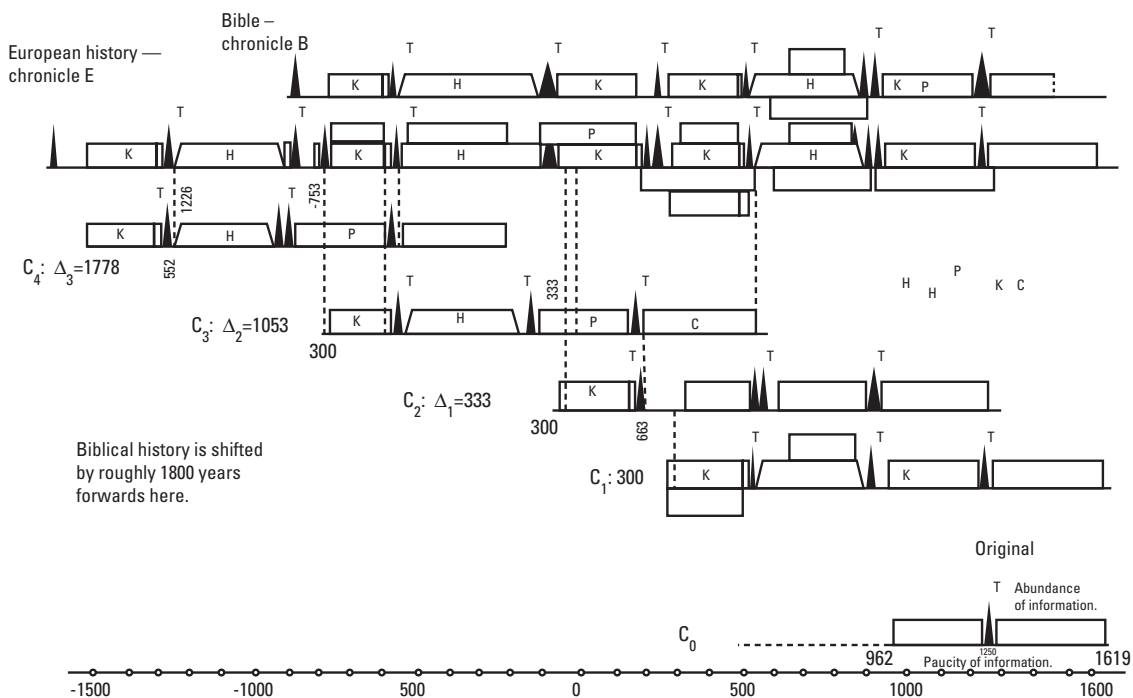 Bible –
chronicle B
European history —
chronicle E
T T T T T T
K H K K H K P
T T T T T T T
P
K H K H K K H K
1226
-753
T T
K H P
C4: Δ3=1778
552
333
T T T
K H P C
C3: Δ2=1053
300
H H P K C
T T T
K
C2: Δ1=333
300
663
Biblical history is shifted
by roughly 1800 years
forwards here.
T T T
C1: 300
K K
Original
T Abundance
of information.
C0
962 1250 1619
Paucity of information.
-1500 -1000 500 0 500 1000 1600